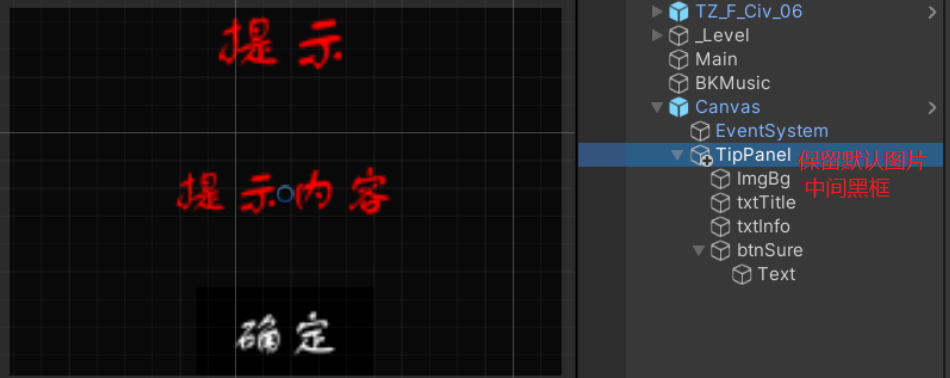 提示
提示内容
确定
TZ_F_Civ_06
_Level
Main
BKMusic
Canvas
EventSystem
TipPanel 保留默认图片
ImgBg 中间黑框
txtTitle
txtInfo
btnSure
Text